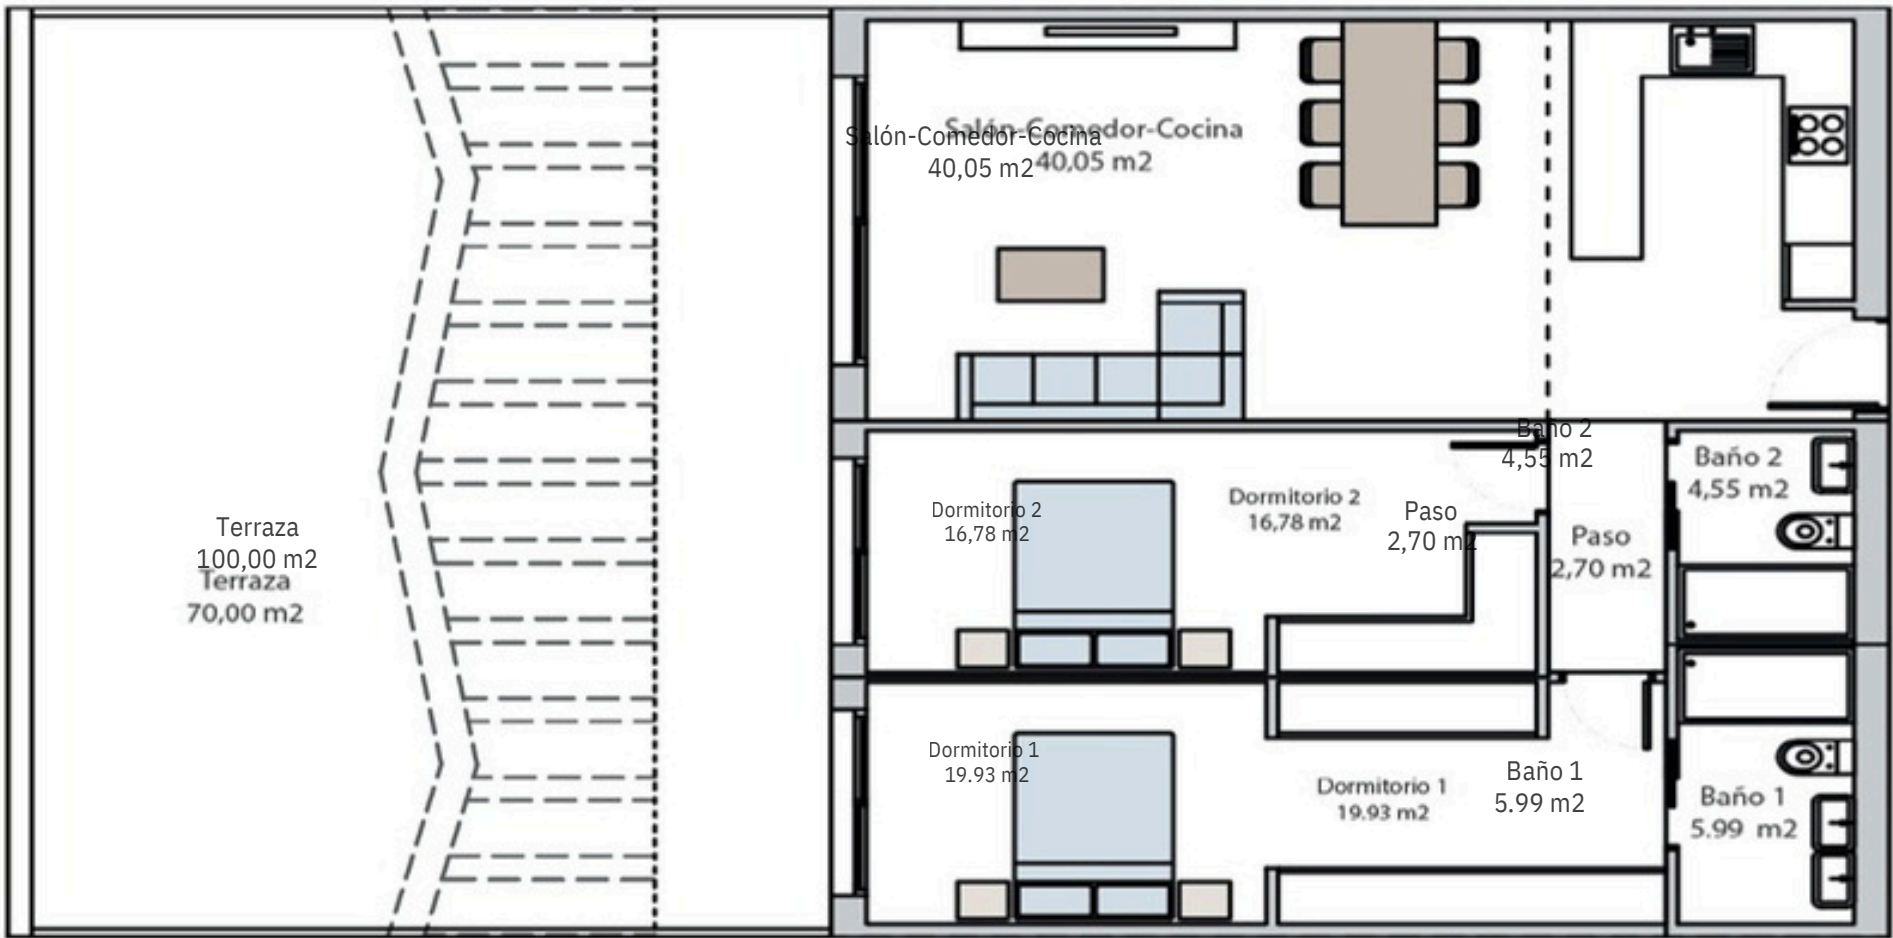 Salón-Comedor-Cocina
40,05 m2
Salón-Comedor-Cocina
40,05 m2
Baño 2
4,55 m2
Baño 2
4,55 m2
Dormitorio 2
16,78 m2
Dormitorio 2
16,78 m2
Paso
2,70 m2
Paso
2,70 m2
Terraza
100,00 m2
Terraza
70,00 m2
Dormitorio 1
19.93 m2
Dormitorio 1
19.93 m2
Baño 1
5.99 m2
Baño 1
5.99 m2